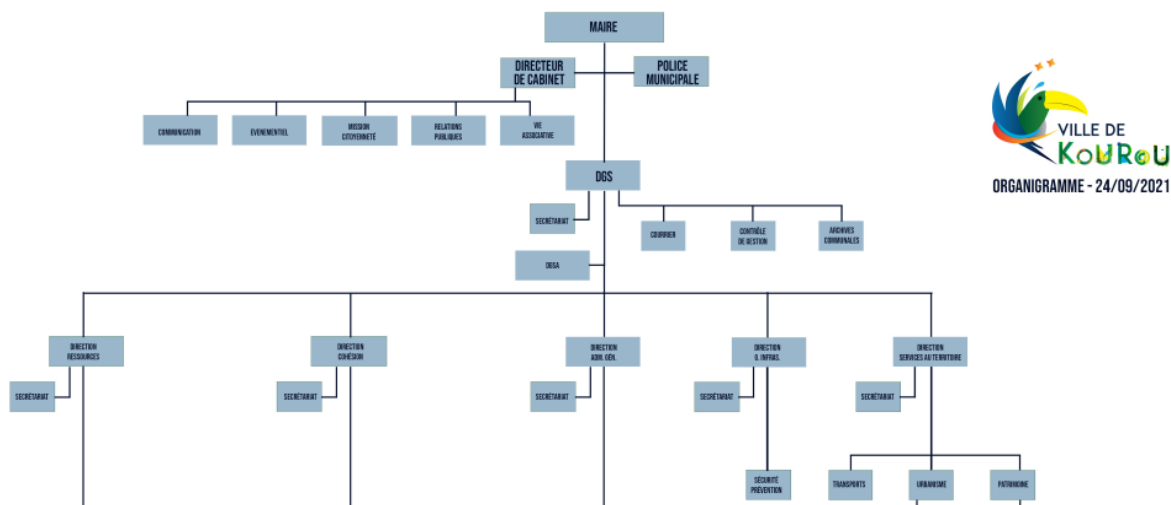 MAIRE
DIRECTEUR
DE CABINET
POLICE
MUNICIPALE
COMMUNICATION
ÉVENEMENTIEL
MISSION
CITOYENNETÉ
RELATIONS
PUBLIQUES
VIE
ASSOCIATIVE
VILLE DE
KOUROU
ORGANIGRAMME - 24/09/2021
DGS
SECRÉTARIAT
COURRIER
CONTRÔLE
DE GESTION
ARCHIVES
COMMUNALES
DGSA
DIRECTION
RESSOURCES
DIRECTION
COHÉSION
DIRECTION
ADM. GÉN.
DIRECTION
G. INFRAS.
DIRECTION
SERVICES AU TERRITOIRE
SECRÉTARIAT
SECRÉTARIAT
SECRÉTARIAT
SECRÉTARIAT
SECRÉTARIAT
SÉCURITÉ
PRÉVENTION
TRANSPORTS
URBANISME
PATRIMOINE